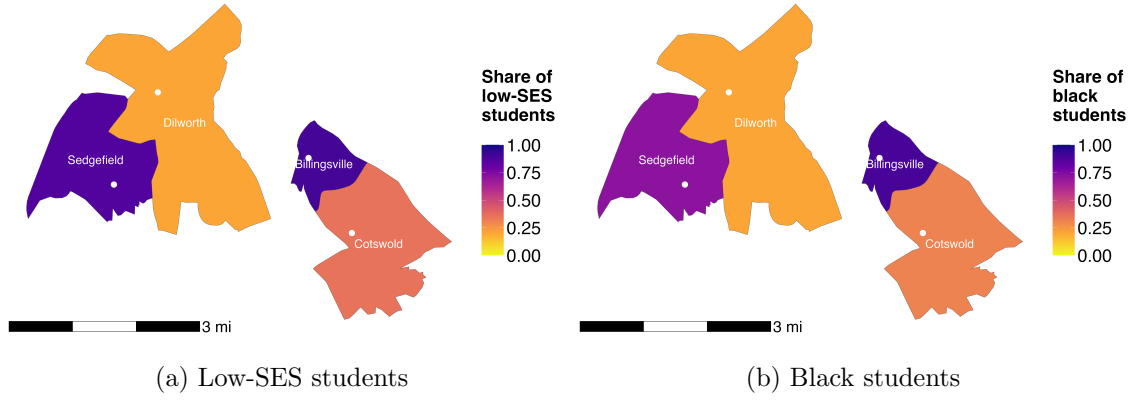 Share of
low-SES
students
1.00
0.75
0.50
0.25
0.00
Dilworth
Sedgefield
Billingsville
Cotswold
3 mi
(a) Low-SES students
Share of
black
students
1.00
0.75
0.50
0.25
0.00
Dilworth
Sedgefield
Billingsville
Cotswold
3 mi
(b) Black students